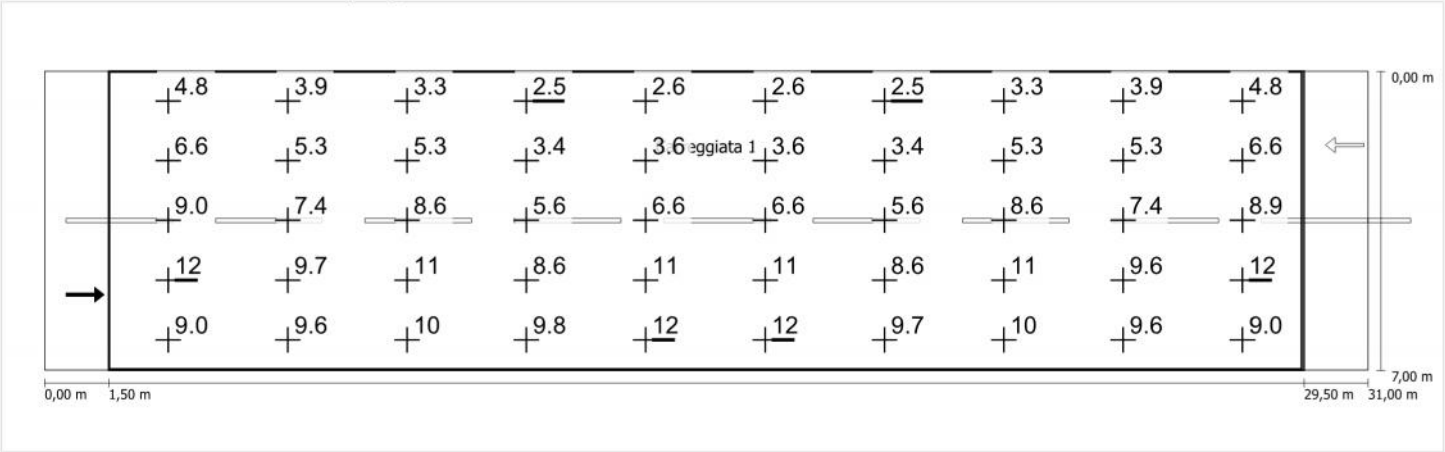 4.8 3.9 3.3 2.5 2.6 2.6 2.5 3.3 3.9 4.8
0,00 m
6.6 5.3 5.3 3.4 3.6 eggiata 1 3.6 3.4 5.3 5.3 6.6
9.0 7.4 8.6 5.6 6.6 6.6 5.6 8.6 7.4 8.9
12 9.7 11 8.6 11 11 8.6 11 9.6 12
9.0 9.6 10 9.8 12 12 9.7 10 9.6 9.0
7,00 m
0,00 m 1,50 m 29,50 m 31,00 m